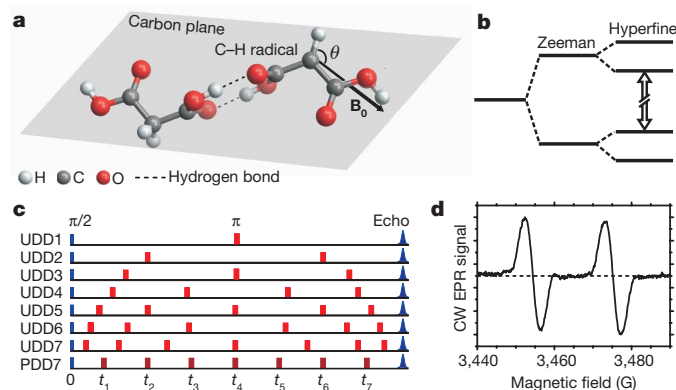 a
Carbon plane
C–H radical
θ
B₀
H C O Hydrogen bond
b
Zeeman
Hyperfine
c
π/2 π Echo
UDD1
UDD2
UDD3
UDD4
UDD5
UDD6
UDD7
PDD7
0 t₁ t₂ t₃ t₄ t₅ t₆ t₇
d
CW EPR signal
3,440 3,460 3,480
Magnetic field (G)